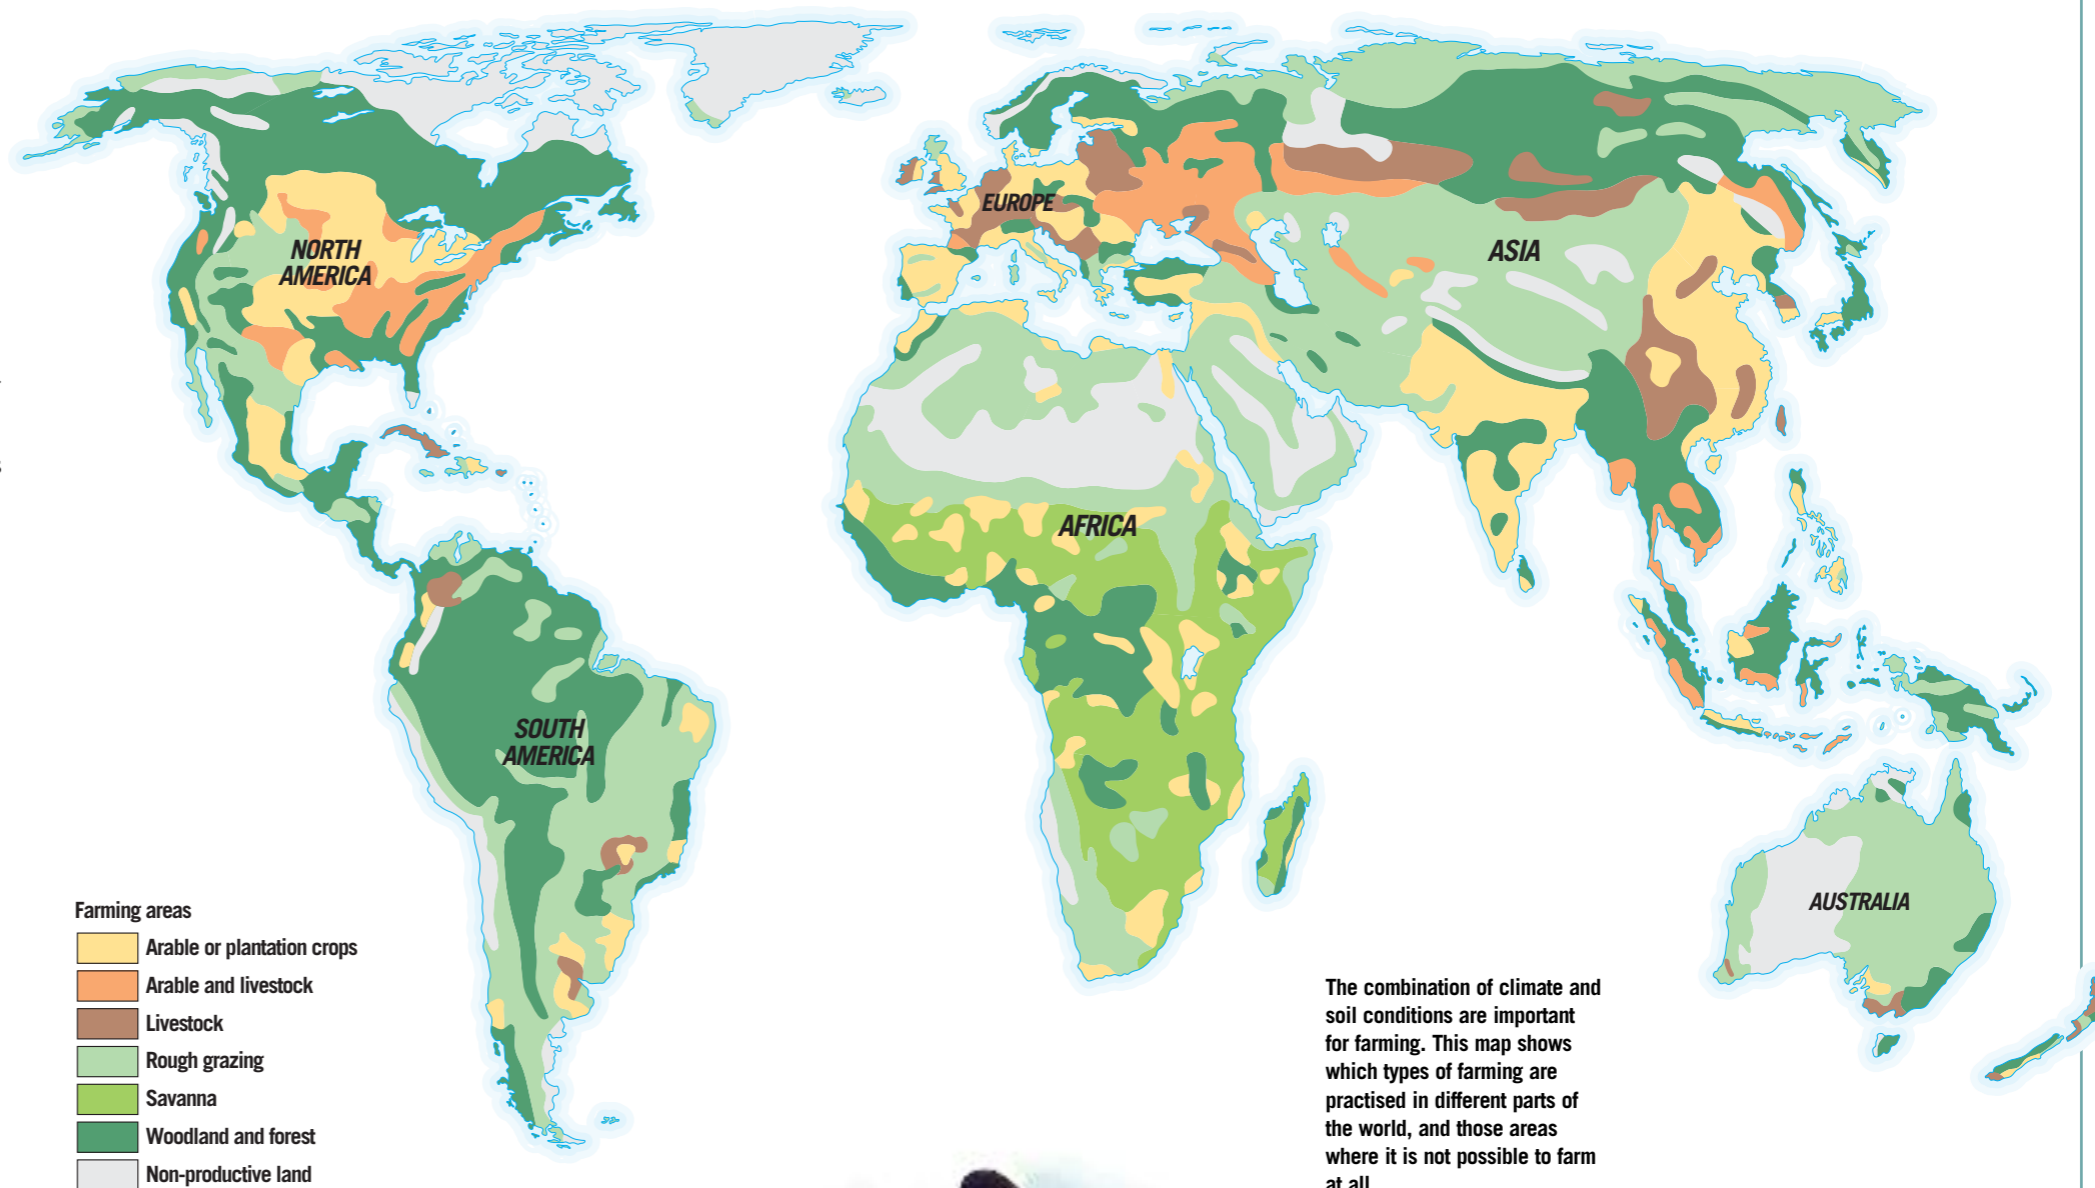 NORTH
AMERICA
EUROPE
ASIA
AFRICA
SOUTH
AMERICA
AUSTRALIA
Farming areas
Arable or plantation crops
Arable and livestock
Livestock
Rough grazing
Savanna
Woodland and forest
Non-productive land
The combination of climate and
soil conditions are important
for farming. This map shows
which types of farming are
practised in different parts of
the world, and those areas
where it is not possible to farm
at all